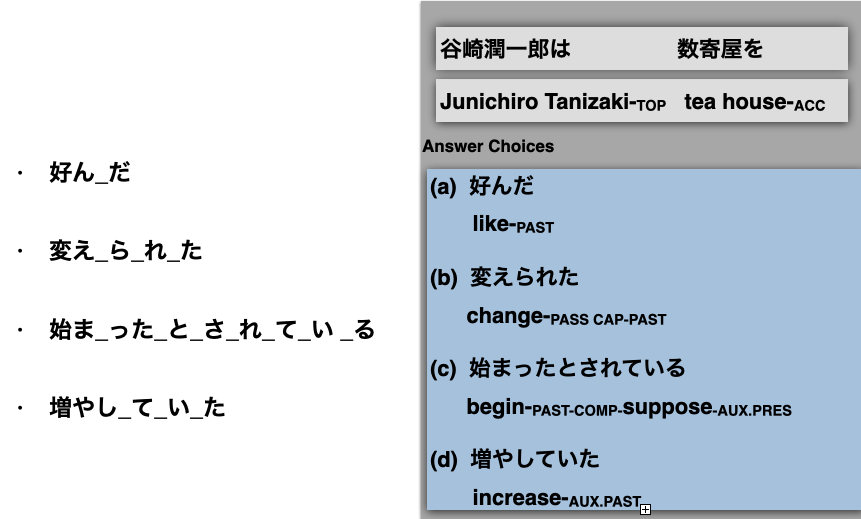 ・ 好ん_だ
・ 変え_ら_れ_た
・ 始ま_った_と_さ_れ_て_い _る
・ 増やし_て_い_た
谷崎潤一郎は 数寄屋を
Junichiro Tanizaki-TOP tea house-ACC
Answer Choices
(a) 好んだ
like-PAST
(b) 変えられた
change-PASS CAP-PAST
(c) 始まったとされている
begin-PAST-COMP-suppose-AUX.PRES
(d) 増やしていた
increase-AUX.PAST